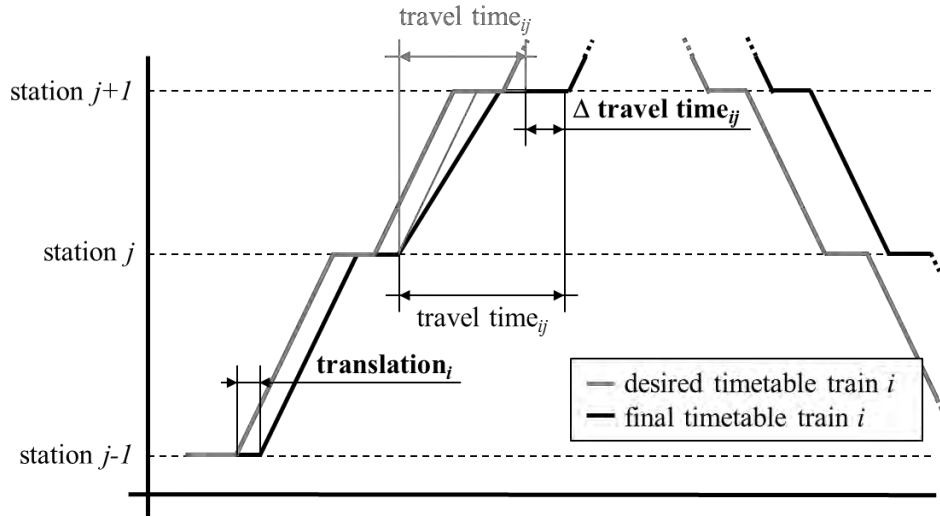 travel time_ij
station j+1
Δ travel time_ij
station j
travel time_ij
translation_i
desired timetable train i
final timetable train i
station j-1